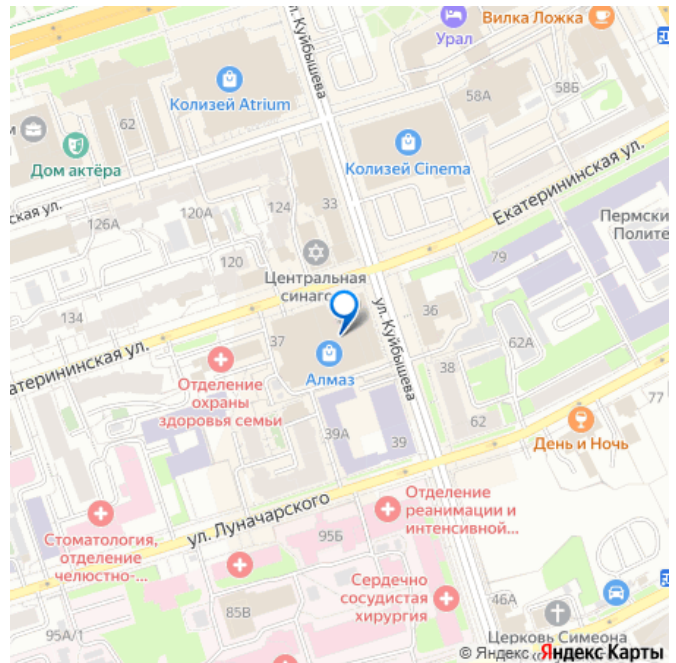 Вилка Ложка
Урал
ул. Куйбышева
58Б
58А
Колизей Atrium
62
Дом актёра
Колизей Cinema
Екатерининская ул.
ская ул.
126А
120А
124
33
Пермски
Полите
79
Центральная
синаго
120
134
36
ул. Куйбышева
37
62А
катерининская ул.
Алмаз
38
Отделение
охраны
здоровья семьи
77
62
39А
39
День и Ночь
ул. Луначарского
Отделение
реанимации и
интенсивной...
Стоматология,
отделение
челюстно-...
95Б
Сердечно
сосудистая
хирургия
85В
46А
95А/1
Церковь Симеона
© Яндекс
Яндекс Карты